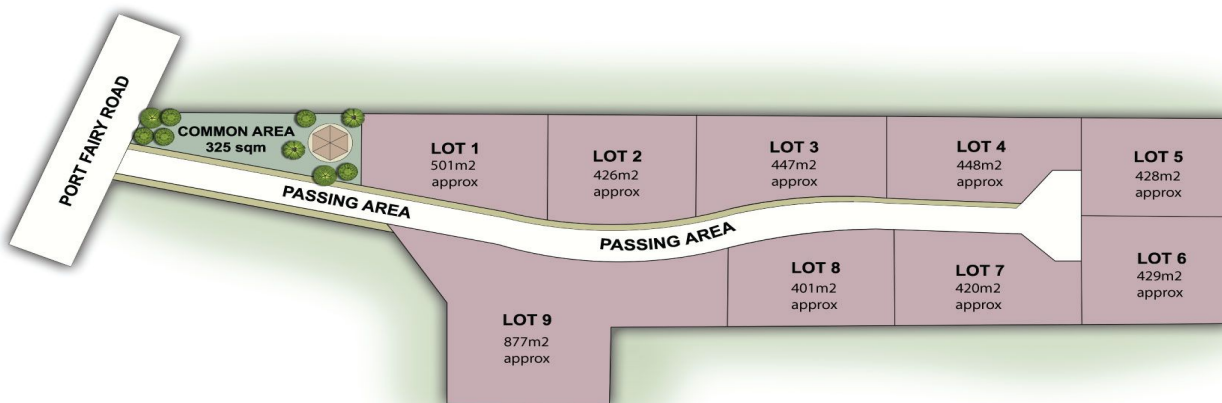 PORT FAIRY ROAD
COMMON AREA
325 sqm
PASSING AREA
LOT 1
501m2
approx
LOT 2
426m2
approx
LOT 3
447m2
approx
LOT 4
448m2
approx
LOT 5
428m2
approx
PASSING AREA
LOT 6
429m2
approx
LOT 7
420m2
approx
LOT 8
401m2
approx
LOT 9
877m2
approx